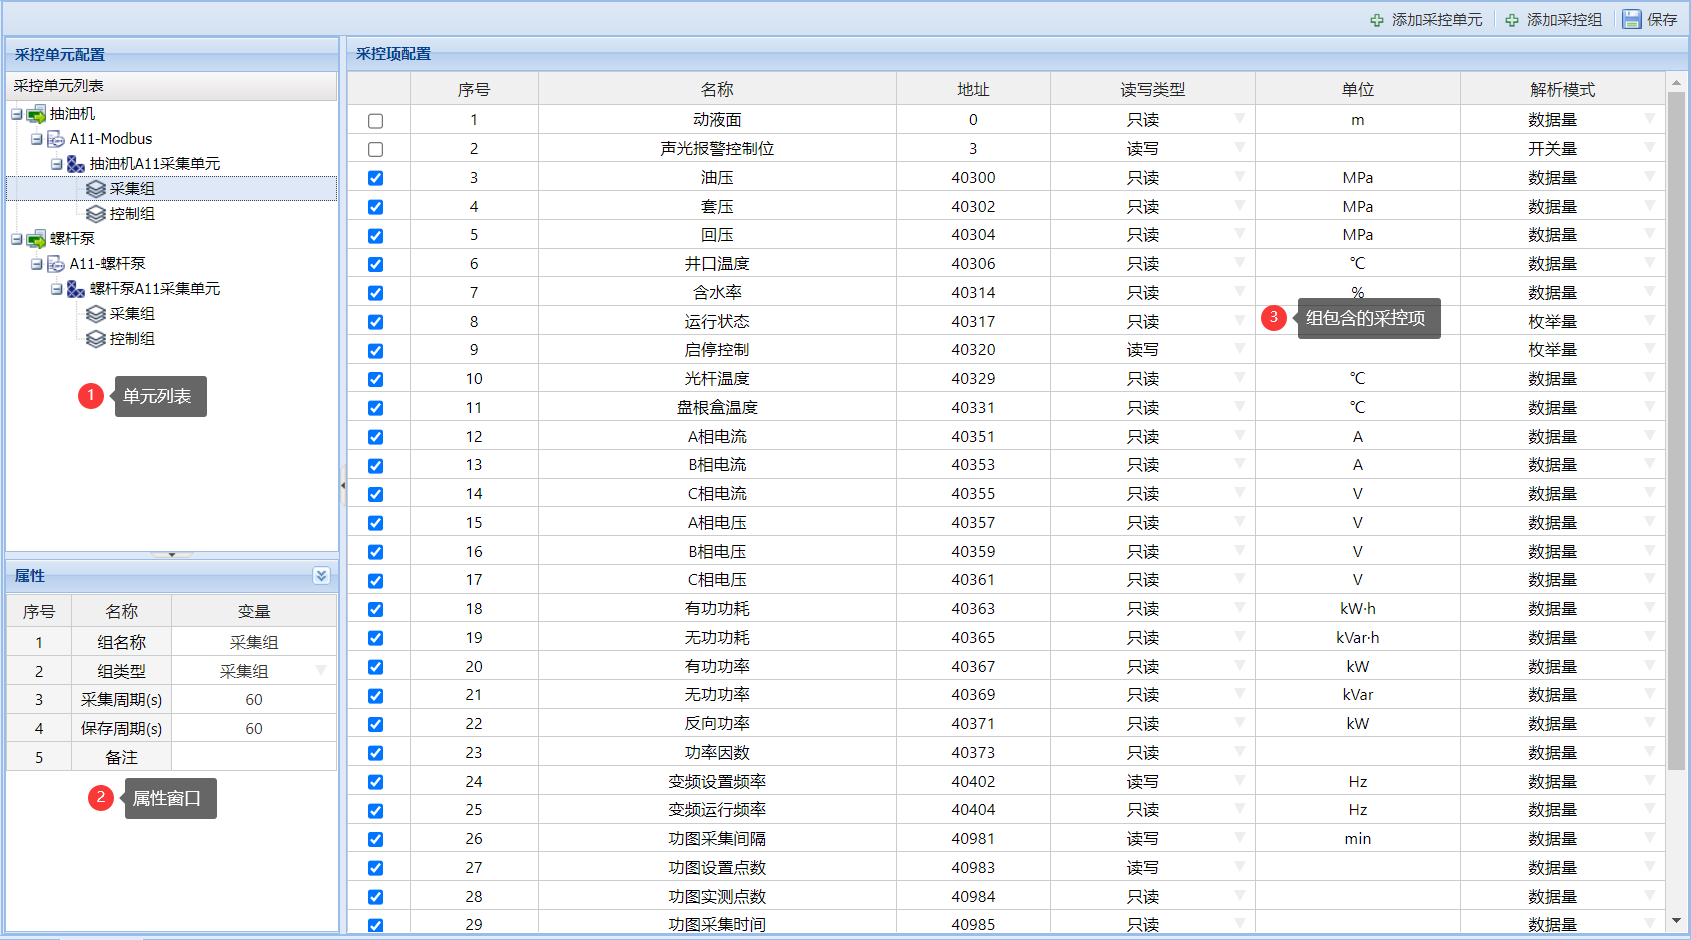 添加采控单元 添加采控组 保存
采控单元配置
采控单元列表
抽油机
A11-Modbus
抽油机A11采集单元
采集组
控制组
螺杆泵
A11-螺杆泵
螺杆泵A11采集单元
采集组
控制组
1 单元列表
属性
序号 名称 变量
1 组名称 采集组
2 组类型 采集组
3 采集周期(s) 60
4 保存周期(s) 60
5 备注
2 属性窗口
采控项配置
序号 名称 地址 读写类型 单位 解析模式
1 动液面 0 只读 m 数据量
2 声光报警控制位 3 读写 开关量
3 油压 40300 只读 MPa 数据量
4 套压 40302 只读 MPa 数据量
5 回压 40304 只读 MPa 数据量
6 井口温度 40306 只读 ℃ 数据量
7 含水率 40314 只读 % 数据量
8 运行状态 40317 只读 枚举量
3 组包含的采控项
9 启停控制 40320 读写 枚举量
10 光杆温度 40329 只读 ℃ 数据量
11 盘根盒温度 40331 只读 ℃ 数据量
12 A相电流 40351 只读 A 数据量
13 B相电流 40353 只读 A 数据量
14 C相电流 40355 只读 V 数据量
15 A相电压 40357 只读 V 数据量
16 B相电压 40359 只读 V 数据量
17 C相电压 40361 只读 V 数据量
18 有功功耗 40363 只读 kW·h 数据量
19 无功功耗 40365 只读 kVar·h 数据量
20 有功功率 40367 只读 kW 数据量
21 无功功率 40369 只读 kVar 数据量
22 反向功率 40371 只读 kW 数据量
23 功率因数 40373 只读 数据量
24 变频设置频率 40402 读写 Hz 数据量
25 变频运行频率 40404 只读 Hz 数据量
26 功图采集间隔 40981 读写 min 数据量
27 功图设置点数 40983 读写 数据量
28 功图实测点数 40984 只读 数据量
29 功图采集时间 40985 只读 数据量